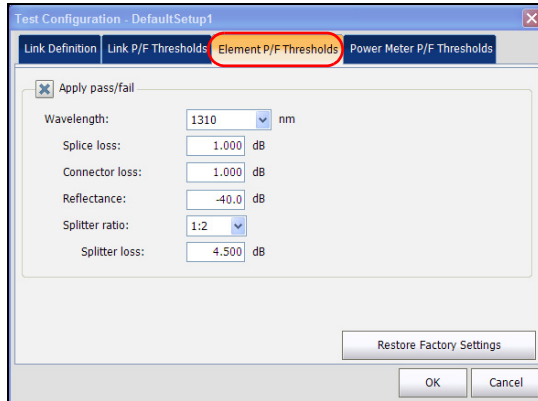 Test Configuration - DefaultSetup1
Link Definition Link P/F Thresholds Element P/F Thresholds Power Meter P/F Thresholds
Apply pass/fail
Wavelength: 1310 nm
Splice loss: 1.000 dB
Connector loss: 1.000 dB
Reflectance: -40.0 dB
Splitter ratio: 1:2
Splitter loss: 4.500 dB
Restore Factory Settings
OK Cancel